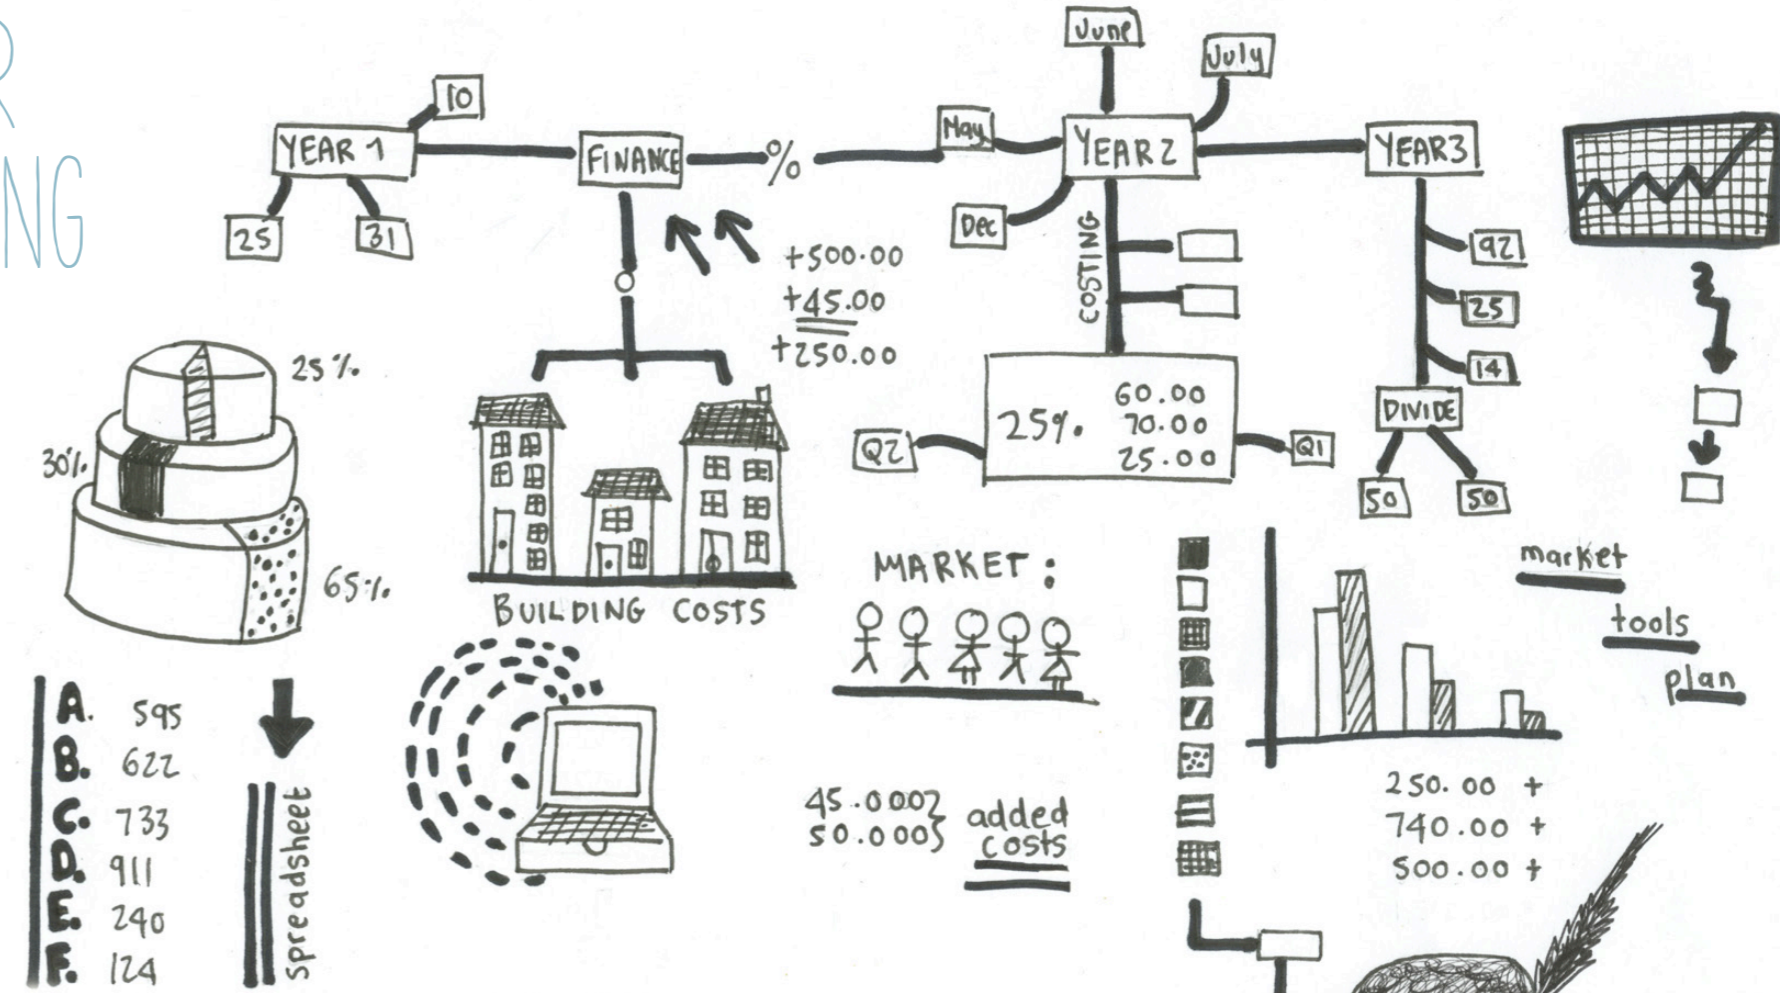 R
NG
10
YEAR 1
25
31
FINANCE
%
June
July
May
YEAR 2
Dec
COSTING
YEAR3
92
25
14
DIVIDE
50
50
+500.00
+45.00
+250.00
25%
30%
65%
BUILDING COSTS
Q2
25%.
60.00
70.00
25.00
Q1
MARKET:
market
tools
plan
A. 595
B. 622
C. 733
D. 911
E. 240
F. 124
spreadsheet
45.000}
50.000}
added
costs
250.00 +
740.00 +
500.00 +